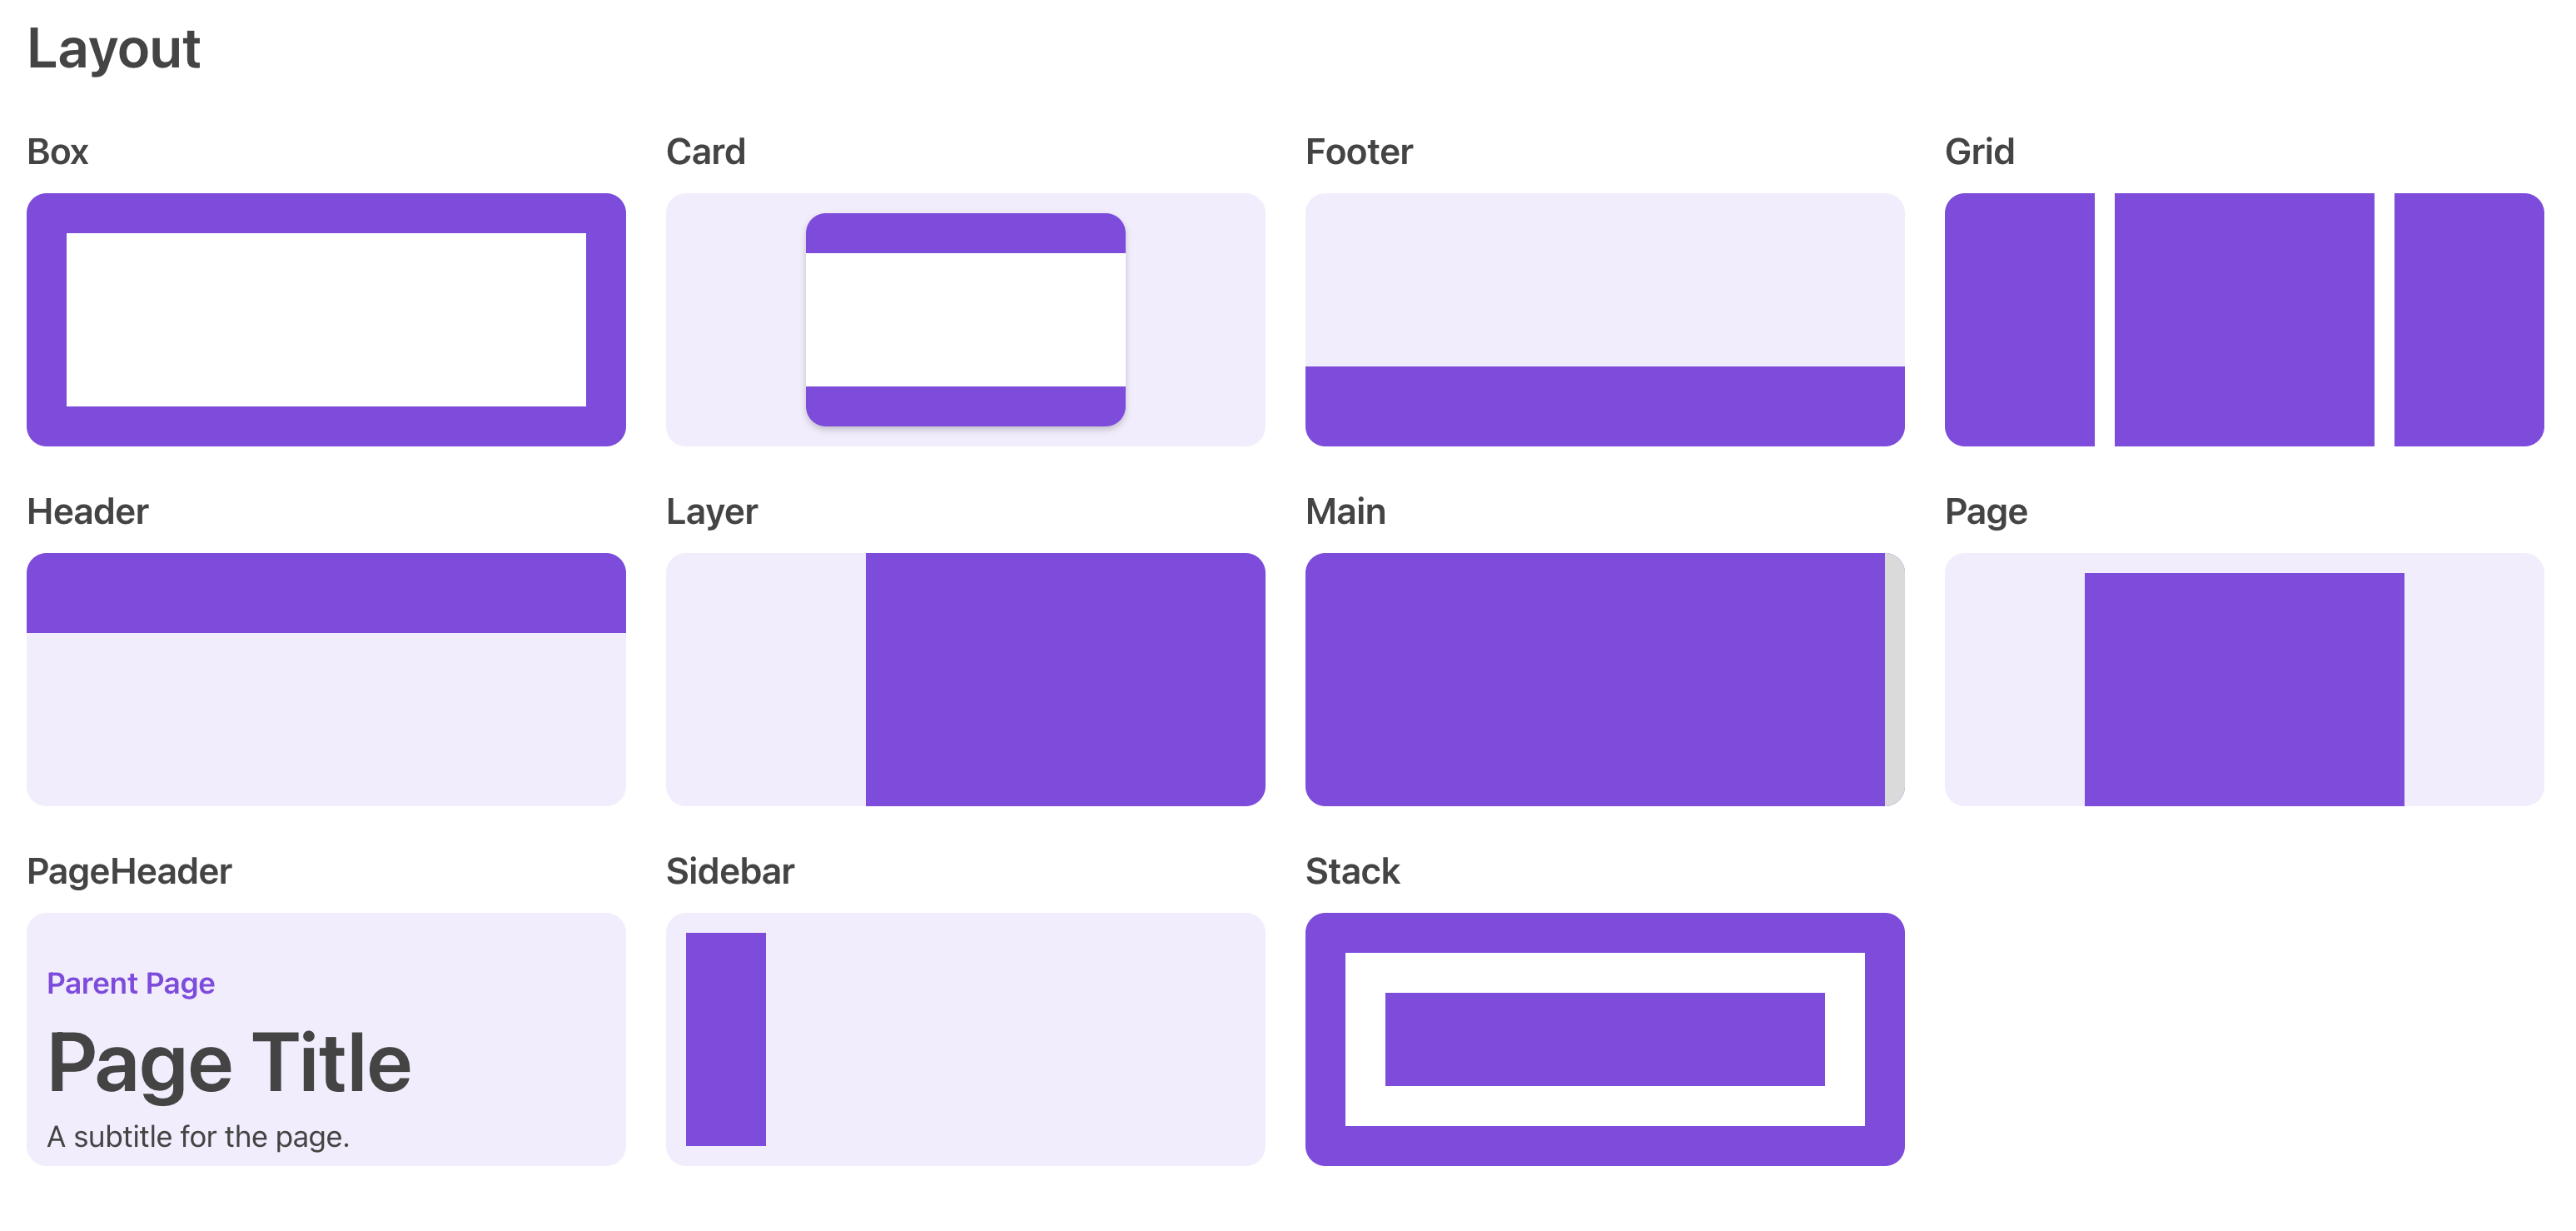 Layout
Box
Card
Footer
Grid
Header
Layer
Main
Page
PageHeader
Sidebar
Stack
Parent Page
Page Title
A subtitle for the page.